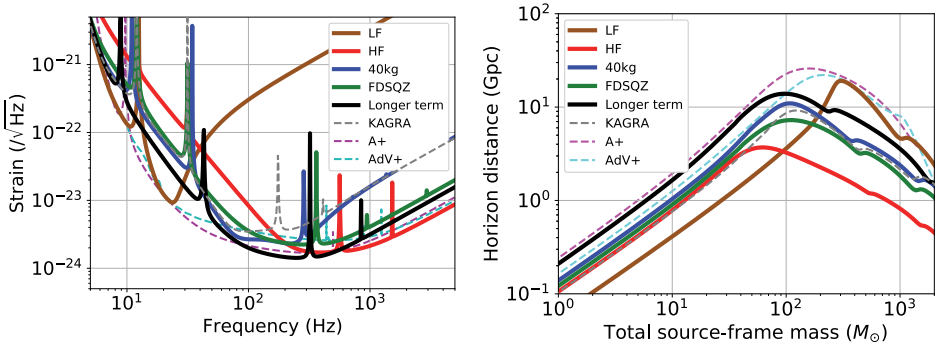 Strain (/√Hz)
10⁻²¹
10⁻²²
10⁻²³
10⁻²⁴
LF
HF
40kg
FDSQZ
Longer term
KAGRA
A+
AdV+
10¹
10²
10³
Frequency (Hz)
Horizon distance (Gpc)
10²
10¹
10⁰
10⁻¹
LF
HF
40kg
FDSQZ
Longer term
KAGRA
A+
AdV+
10⁰
10¹
10²
10³
Total source-frame mass (M⊙)